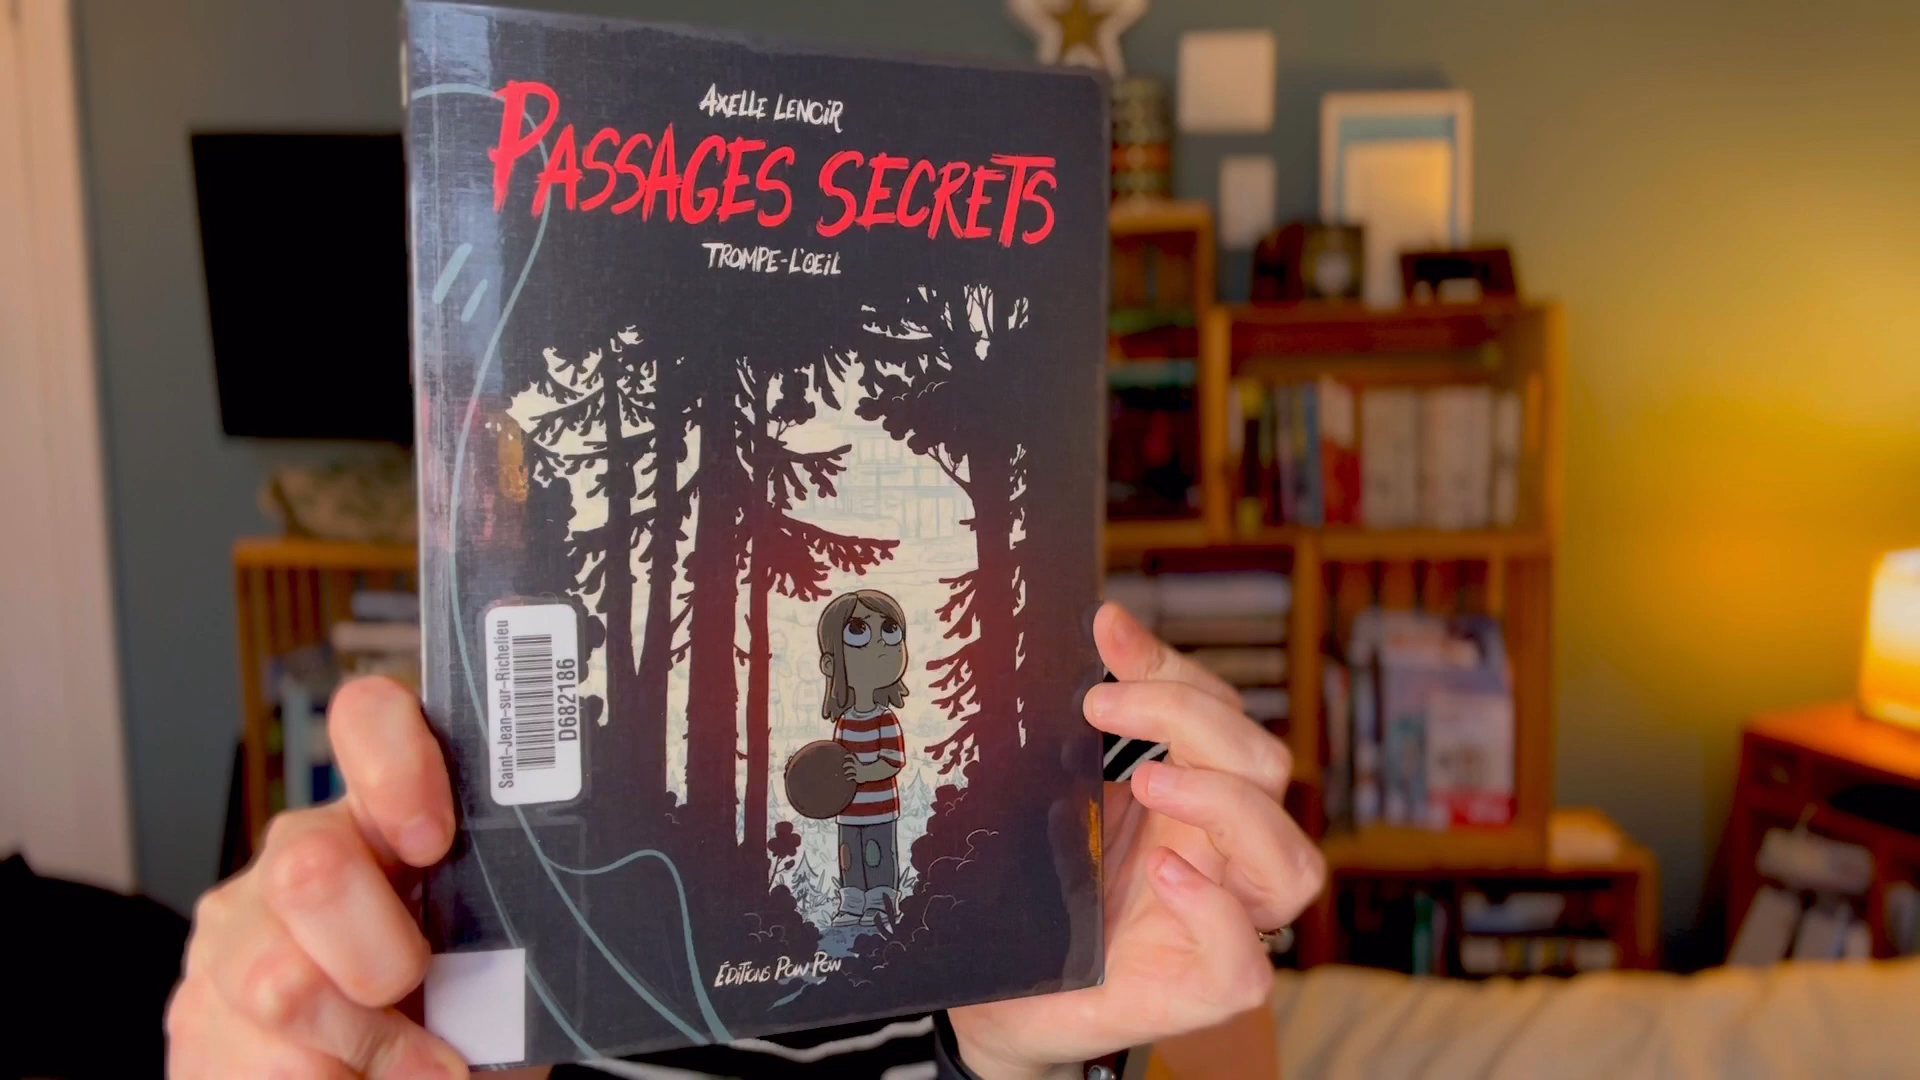 AXELLE LENOIR
PASSAGES SECRETS
TROMPE-L'OEIL
Saint-Jean-sur-Richelieu
D682186
ÉDITIONS POW POW